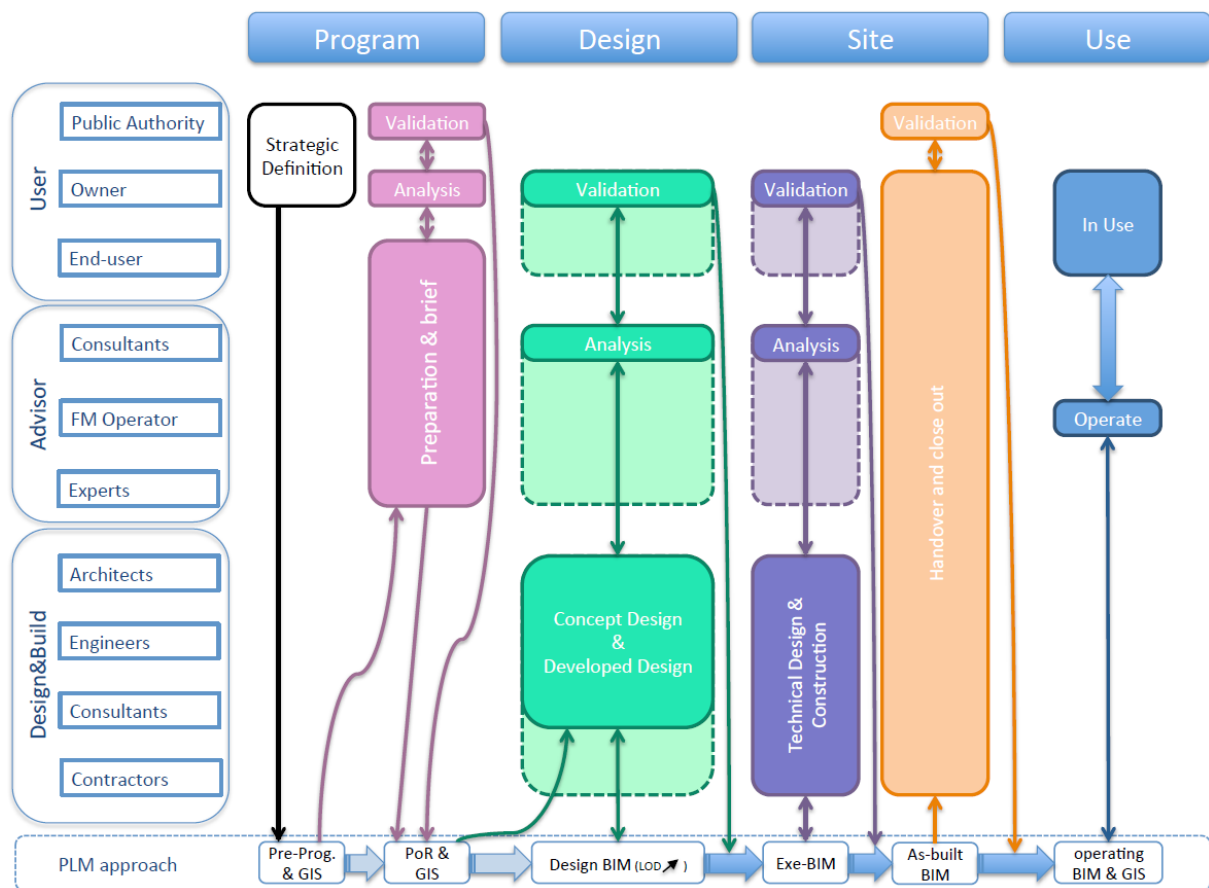 Program
Design
Site
Use
User
Public Authority
Owner
End-user
Advisor
Consultants
FM Operator
Experts
Design&Build
Architects
Engineers
Consultants
Contractors
Strategic
Definition
Validation
Analysis
Preparation & brief
Validation
Analysis
Concept Design
&
Developed Design
Validation
Analysis
Technical Design &
Construction
Validation
Handover and close out
In Use
Operate
PLM approach
Pre-Prog.
& GIS
PoR &
GIS
Design BIM (LOD ↗ )
Exe-BIM
As-built
BIM
operating
BIM & GIS